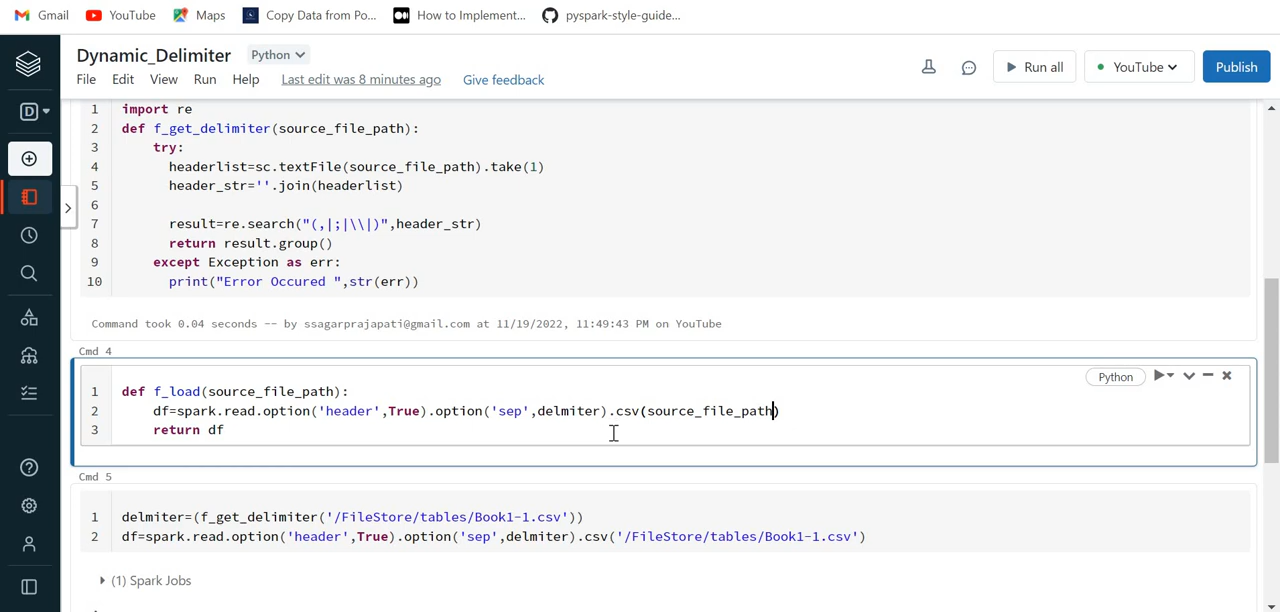 Gmail YouTube Maps Copy Data from Po... How to Implement... pyspark-style-guide...
Dynamic_Delimiter Python
File Edit View Run Help Last edit was 8 minutes ago Give feedback
Run all YouTube Publish
D
1 import re
2 def f_get_delimiter(source_file_path):
3 try:
4 headerlist=sc.textFile(source_file_path).take(1)
5 header_str=''.join(headerlist)
6
7 result=re.search("(,|;|\\|)",header_str)
8 return result.group()
9 except Exception as err:
10 print("Error Occured ",str(err))
Command took 0.04 seconds -- by ssagarprajapati@gmail.com at 11/19/2022, 11:49:43 PM on YouTube
Cmd 4
Python
1 def f_load(source_file_path):
2 df=spark.read.option('header',True).option('sep',delmiter).csv(source_file_path)
3 return df
Cmd 5
1 delmiter=(f_get_delimiter('/FileStore/tables/Book1-1.csv'))
2 df=spark.read.option('header',True).option('sep',delmiter).csv('/FileStore/tables/Book1-1.csv')
(1) Spark Jobs